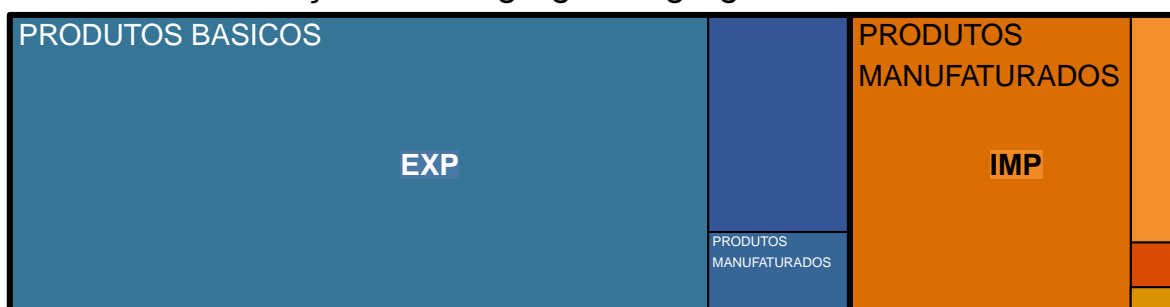 PRODUTOS BASICOS
EXP
PRODUTOS
MANUFATURADOS
PRODUTOS
MANUFATURADOS
IMP